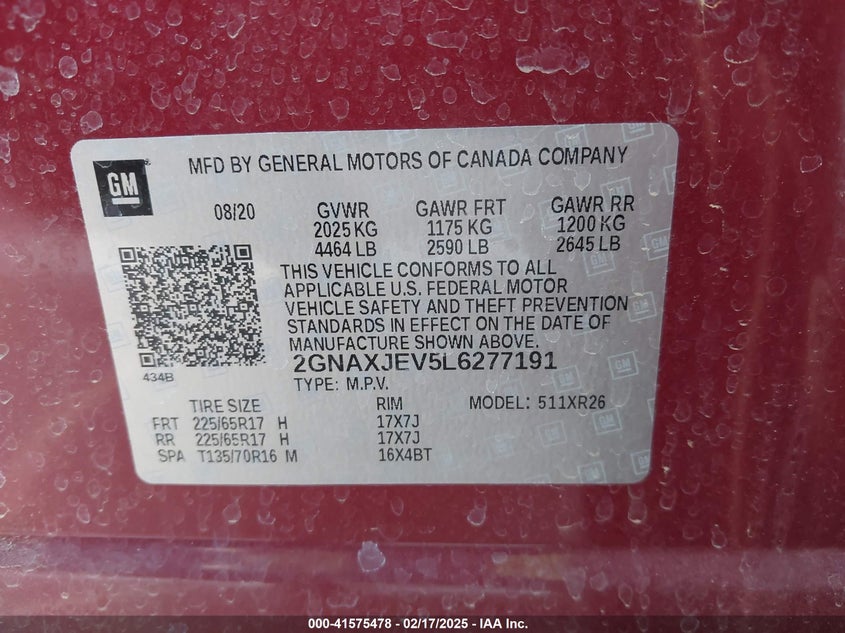 GM
MFD BY GENERAL MOTORS OF CANADA COMPANY
08/20 GVWR GAWR FRT GAWR RR
2025 KG 1175 KG 1200 KG
4464 LB 2590 LB 2645 LB
THIS VEHICLE CONFORMS TO ALL
APPLICABLE U.S. FEDERAL MOTOR
VEHICLE SAFETY AND THEFT PREVENTION
STANDARDS IN EFFECT ON THE DATE OF
MANUFACTURE SHOWN ABOVE.
434B
2GNAXJEV5L6277191
TYPE: M.P.V.
TIRE SIZE RIM MODEL: 511XR26
FRT 225/65R17 H 17X7J
RR 225/65R17 H 17X7J
SPA T135/70R16 M 16X4BT
000-41575478 - 02/17/2025 - IAA Inc.